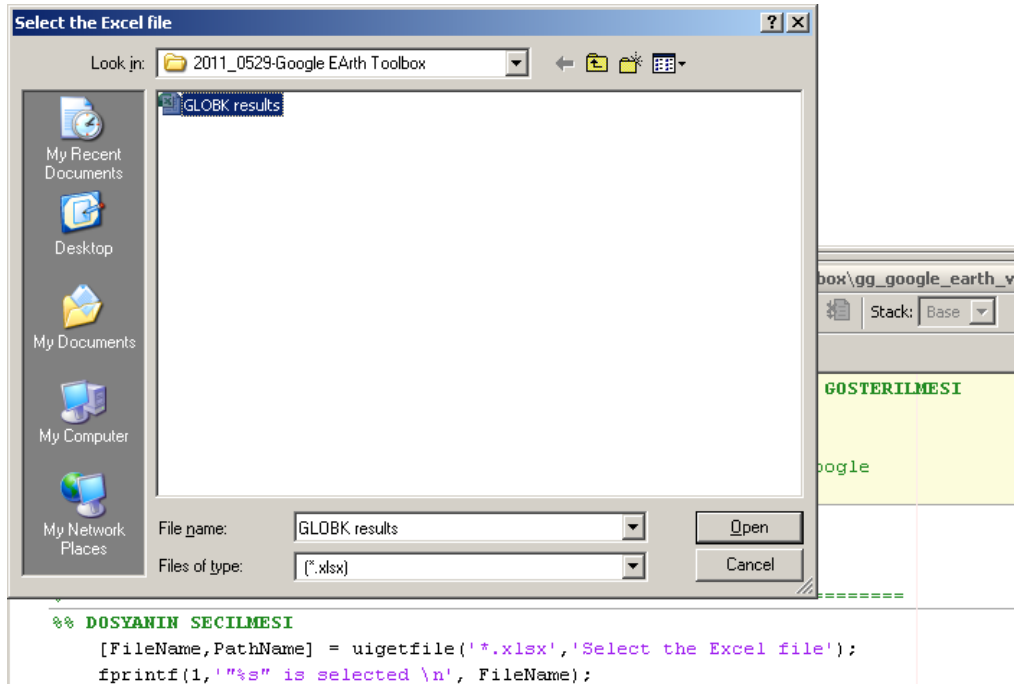 Select the Excel file
Look in: 2011_0529-Google EArth Toolbox
GLOBK results
My Recent
Documents
Desktop
My Documents
My Computer
My Network
Places
File name: GLOBK results Open
Files of type: (*.xlsx) Cancel
box\gg_google_earth_v
Stack: Base
GOSTERILMESI
oogle
=========
%% DOSYANIN SECILMESI
[FileName,PathName] = uigetfile('*.xlsx','Select the Excel file');
fprintf(1,'"%s" is selected \n', FileName);